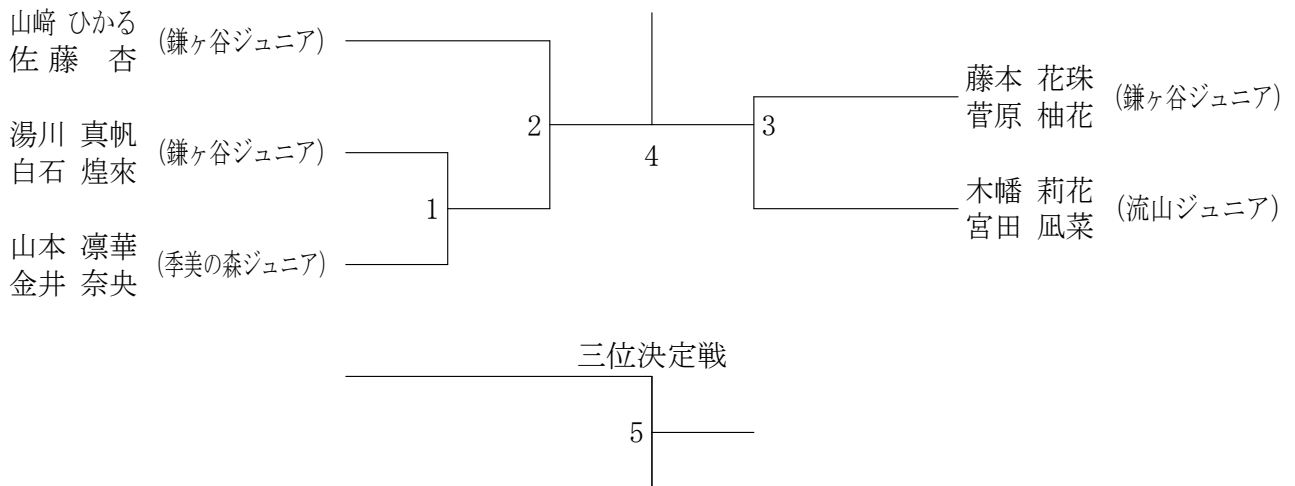 山﨑 ひかる
佐藤 杏
(鎌ヶ谷ジュニア)
湯川 真帆
白石 煌來
(鎌ヶ谷ジュニア)
山本 凛華
金井 奈央
(季美の森ジュニア)
1
2
4
3
藤本 花珠
菅原 柚花
(鎌ヶ谷ジュニア)
木幡 莉花
宮田 凪菜
(流山ジュニア)
三位決定戦
5